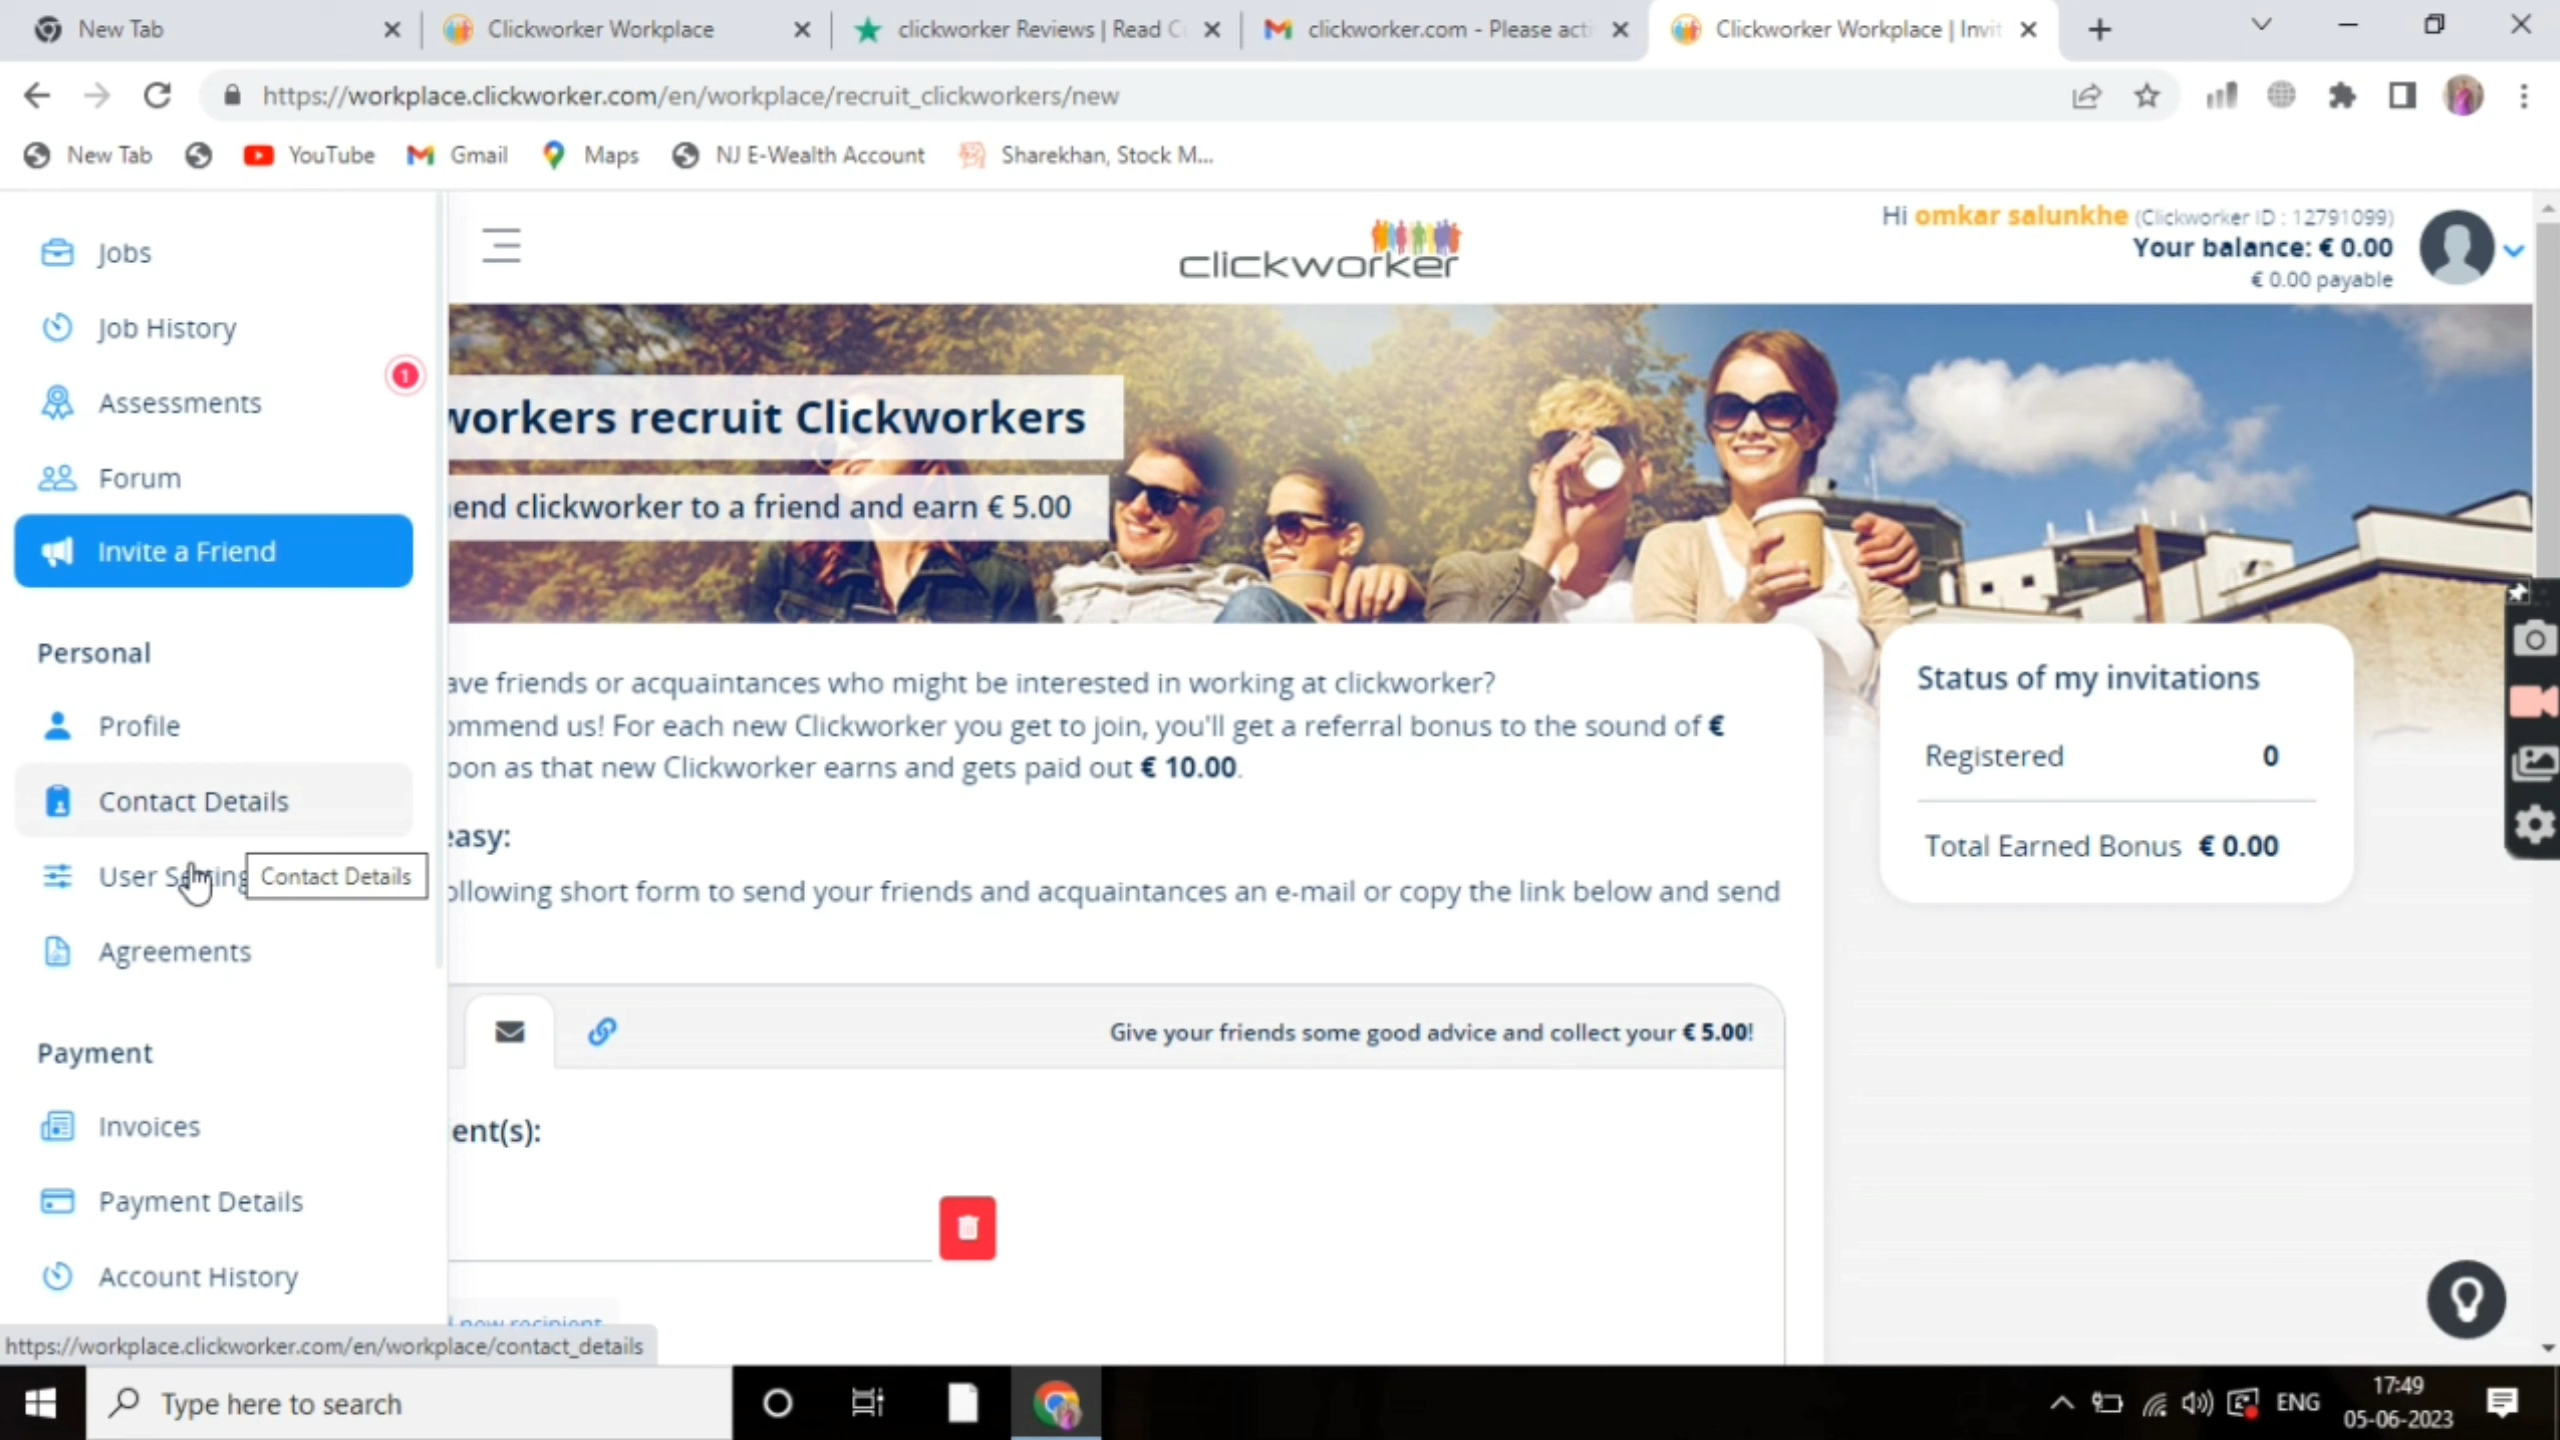 New Tab
Clickworker Workplace
clickworker Reviews | Read C
clickworker.com - Please acti
Clickworker Workplace | Invit
https://workplace.clickworker.com/en/workplace/recruit_clickworkers/new
New Tab
YouTube
Gmail
Maps
NJ E-Wealth Account
Sharekhan, Stock M...
Jobs
Job History
1
Assessments
Forum
Invite a Friend
Personal
Profile
Contact Details
User
Contact Details
Agreements
Payment
Invoices
Payment Details
Account History
clickworker
Hi omkar salunkhe (Clickworker ID : 12791099)
Your balance: € 0.00
€ 0.00 payable
workers recruit Clickworkers
end clickworker to a friend and earn € 5.00
ave friends or acquaintances who might be interested in working at clickworker?
ommend us! For each new Clickworker you get to join, you'll get a referral bonus to the sound of €
oon as that new Clickworker earns and gets paid out € 10.00.
easy:
ollowing short form to send your friends and acquaintances an e-mail or copy the link below and send
Give your friends some good advice and collect your € 5.00!
ent(s):
new recipient
Status of my invitations
Registered 0
Total Earned Bonus € 0.00
https://workplace.clickworker.com/en/workplace/contact_details
Type here to search
ENG
17:49
05-06-2023